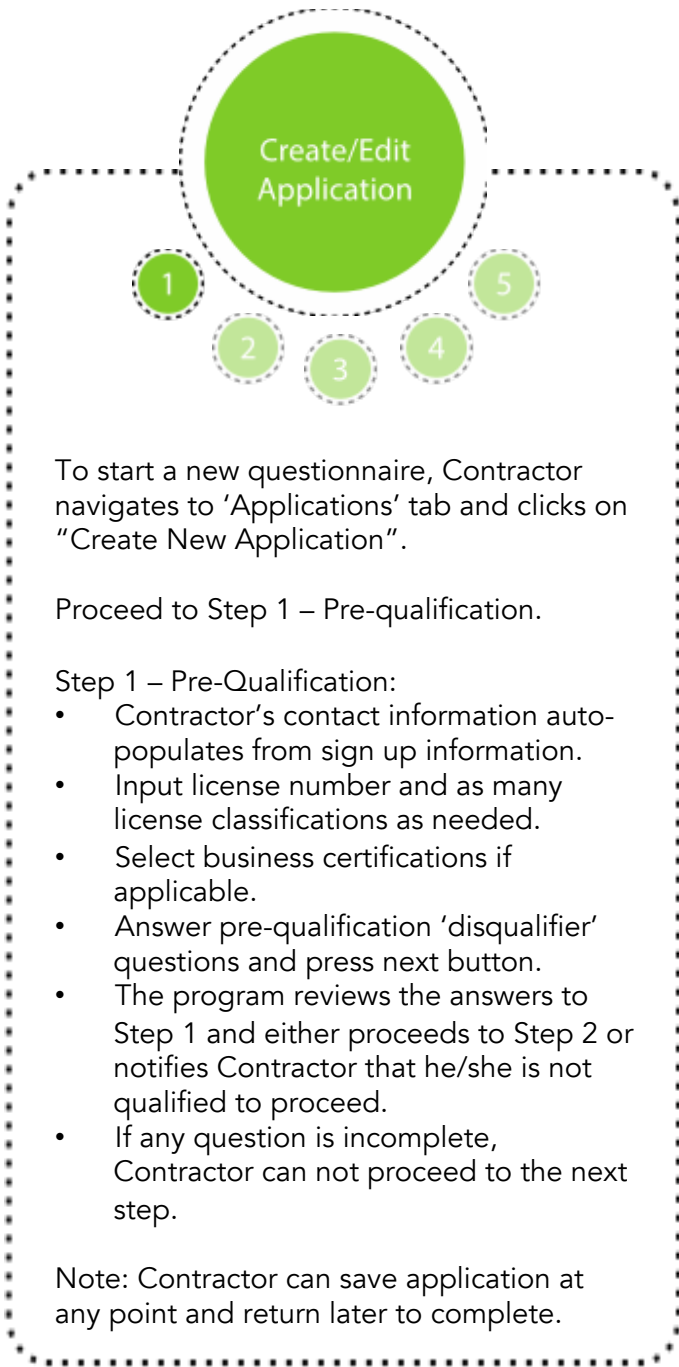 Create/Edit
Application
1
2
3
4
5
To start a new questionnaire, Contractor
navigates to ‘Applications’ tab and clicks on
“Create New Application”.
Proceed to Step 1 – Pre-qualification.
Step 1 – Pre-Qualification:
• Contractor’s contact information auto-
populates from sign up information.
• Input license number and as many
license classifications as needed.
• Select business certifications if
applicable.
• Answer pre-qualification ‘disqualifier’
questions and press next button.
• The program reviews the answers to
Step 1 and either proceeds to Step 2 or
notifies Contractor that he/she is not
qualified to proceed.
• If any question is incomplete,
Contractor can not proceed to the next
step.
Note: Contractor can save application at
any point and return later to complete.